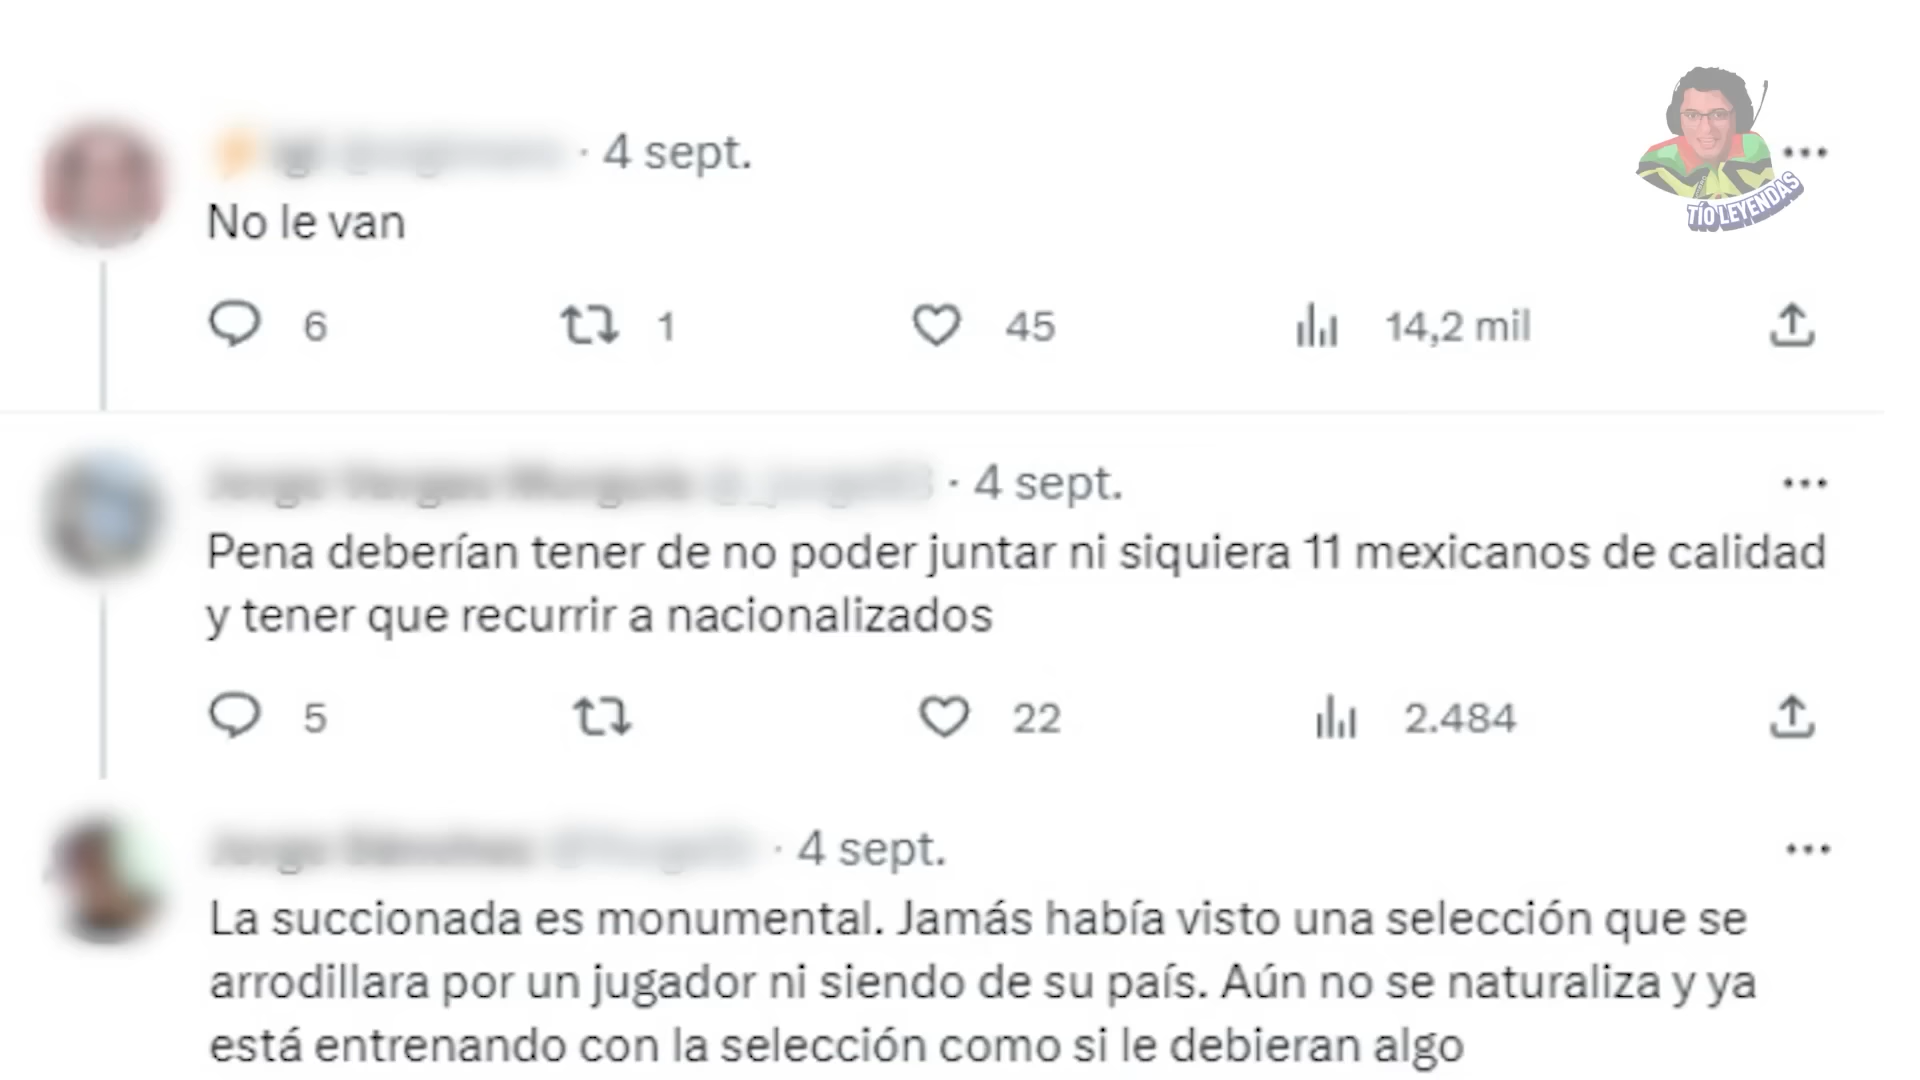 · 4 sept.
No le van
6 1 45 14,2 mil
TÍO LEYENDAS
· 4 sept.
Pena deberían tener de no poder juntar ni siquiera 11 mexicanos de calidad
y tener que recurrir a nacionalizados
5 22 2.484
· 4 sept.
La succionada es monumental. Jamás había visto una selección que se
arrodillara por un jugador ni siendo de su país. Aún no se naturaliza y ya
está entrenando con la selección como si le debieran algo